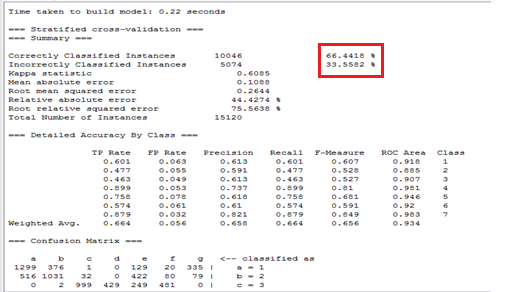 Time taken to build model: 0.22 seconds
=== Stratified cross-validation ===
=== Summary ===
Correctly Classified Instances 10046 66.4418 %
Incorrectly Classified Instances 5074 33.5582 %
Kappa statistic 0.6085
Mean absolute error 0.1088
Root mean squared error 0.2644
Relative absolute error 44.4274 %
Root relative squared error 75.5638 %
Total Number of Instances 15120
=== Detailed Accuracy By Class ===
TP Rate FP Rate Precision Recall F-Measure ROC Area Class
0.601 0.063 0.613 0.601 0.607 0.918 1
0.477 0.055 0.591 0.477 0.528 0.885 2
0.463 0.049 0.613 0.463 0.527 0.907 3
0.899 0.053 0.737 0.899 0.81 0.981 4
0.758 0.078 0.618 0.758 0.681 0.946 5
0.574 0.061 0.61 0.574 0.591 0.92 6
0.879 0.032 0.821 0.879 0.849 0.983 7
Weighted Avg. 0.664 0.056 0.658 0.664 0.656 0.934
=== Confusion Matrix ===
a b c d e f g <-- classified as
1299 376 1 0 129 20 335 | a = 1
516 1031 32 0 422 80 79 | b = 2
0 2 999 429 249 481 0 | c = 3